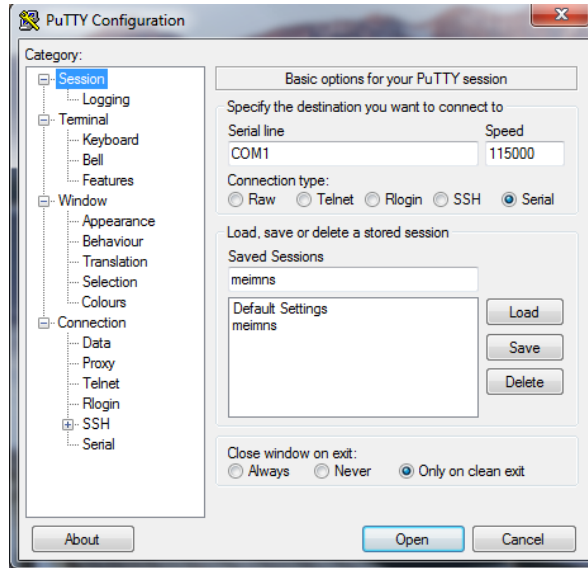 PuTTY Configuration
Category:
Session
Logging
Terminal
Keyboard
Bell
Features
Window
Appearance
Behaviour
Translation
Selection
Colours
Connection
Data
Proxy
Telnet
Rlogin
SSH
Serial
Basic options for your PuTTY session
Specify the destination you want to connect to
Serial line Speed
COM1 115000
Connection type:
Raw Telnet Rlogin SSH Serial
Load, save or delete a stored session
Saved Sessions
meimns
Default Settings
meimns
Load
Save
Delete
Close window on exit:
Always Never Only on clean exit
About Open Cancel